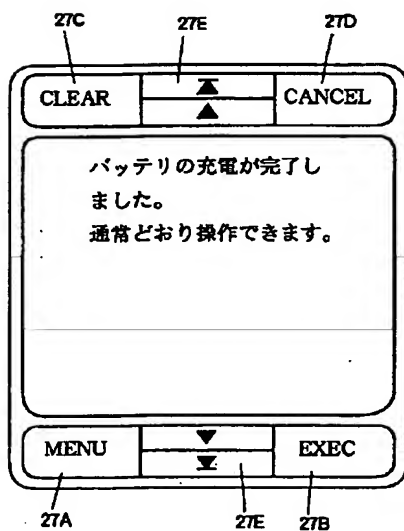 27C 27E 27D
CLEAR CANCEL
バッテリの充電が完了し
ました。
通常どおり操作できます。
MENU EXEC
27A 27E 27B